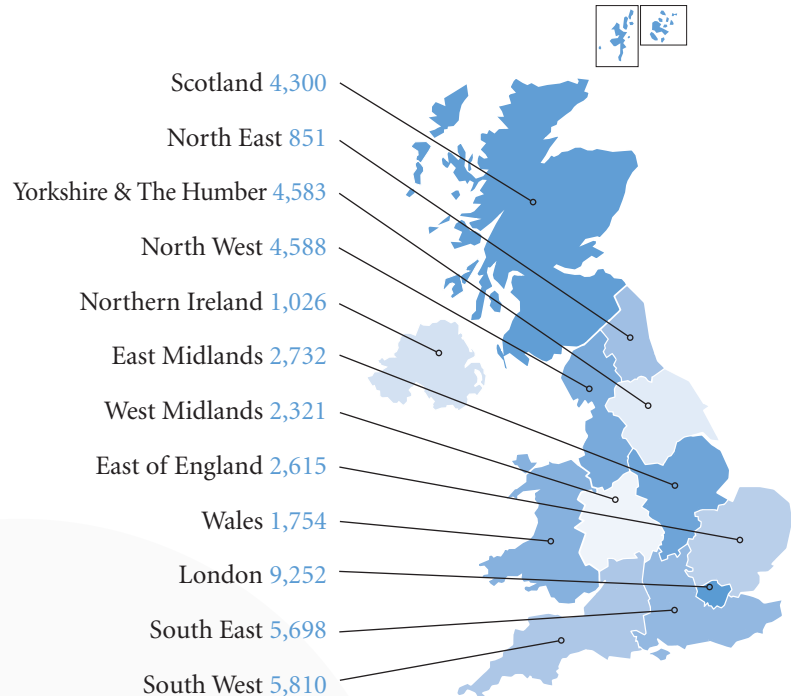 Scotland 4,300
North East 851
Yorkshire & The Humber 4,583
North West 4,588
Northern Ireland 1,026
East Midlands 2,732
West Midlands 2,321
East of England 2,615
Wales 1,754
London 9,252
South East 5,698
South West 5,810